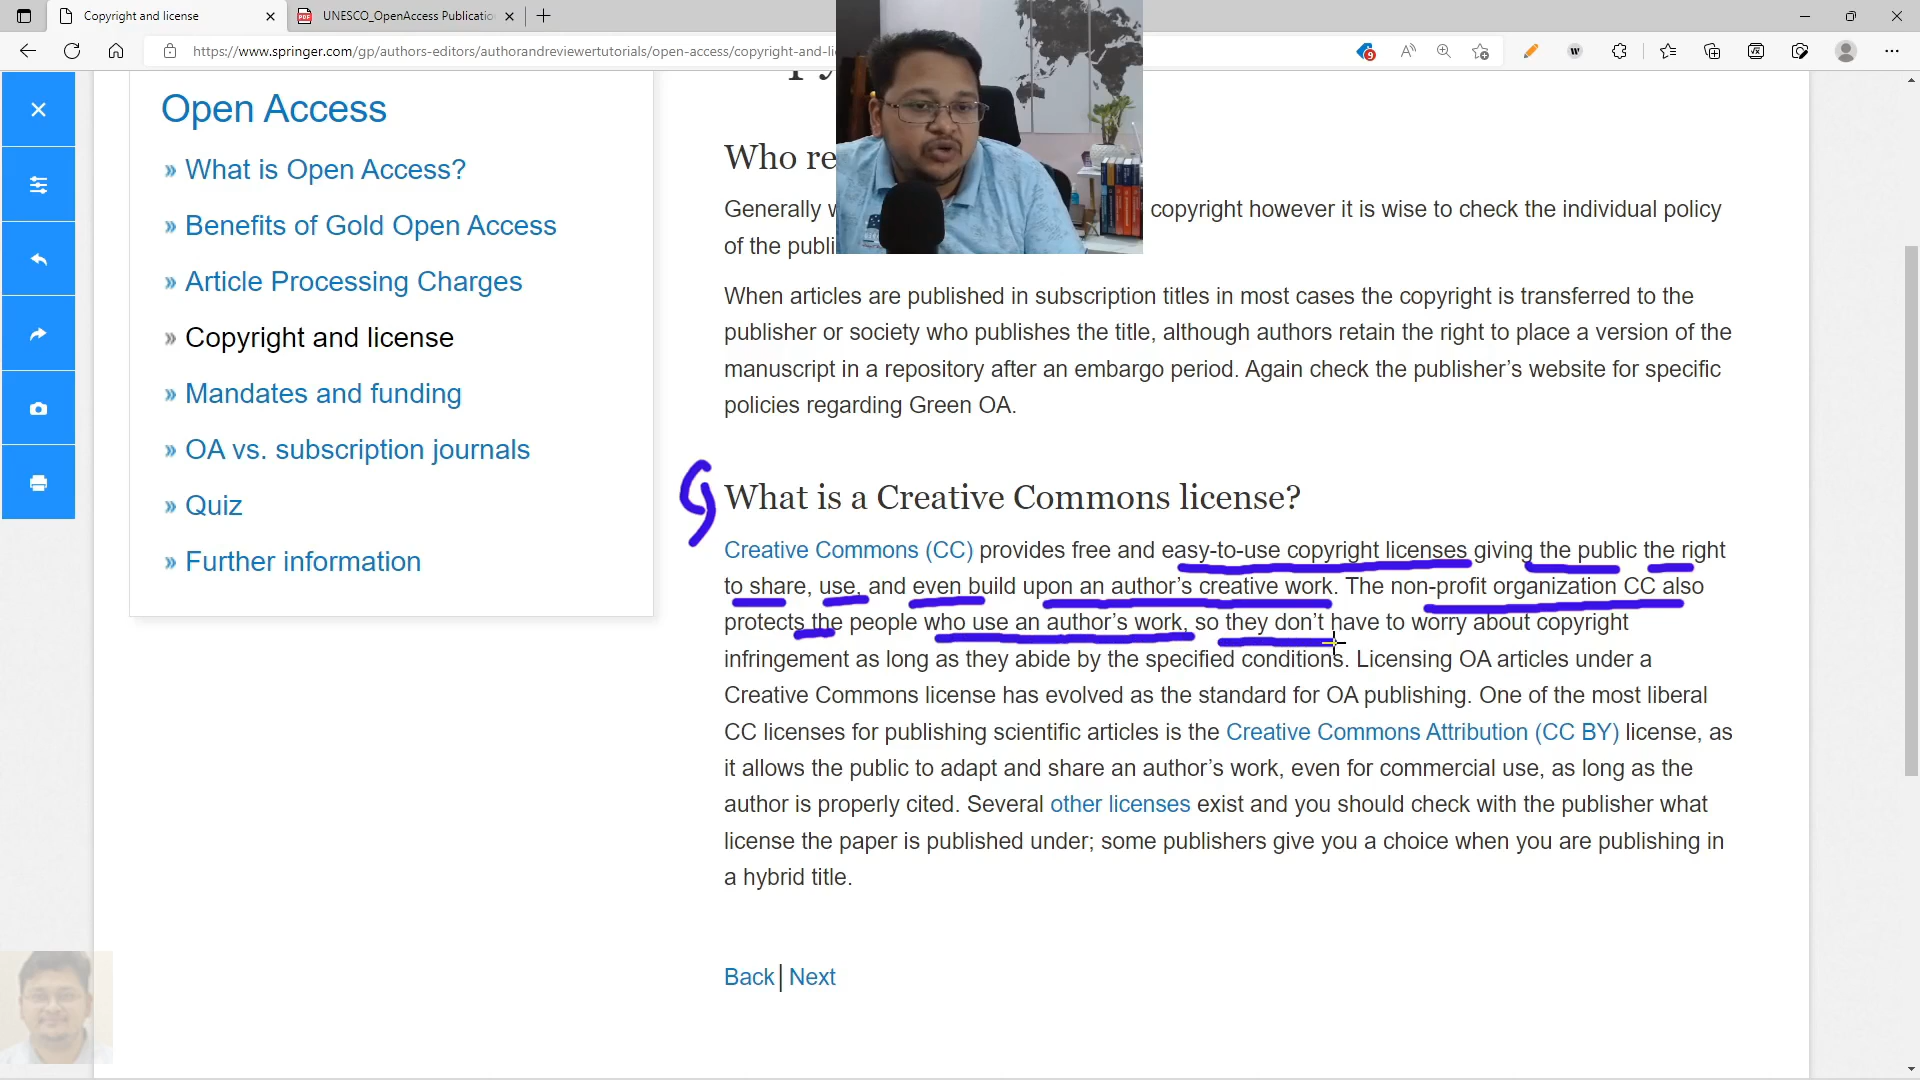 Copyright and license
UNESCO_OpenAccess Publicatio
https://www.springer.com/gp/authors-editors/authorandreviewertutorials/open-access/copyright-and-li
9
W
Open Access
» What is Open Access?
» Benefits of Gold Open Access
» Article Processing Charges
» Copyright and license
» Mandates and funding
» OA vs. subscription journals
» Quiz
» Further information
Who re
Generally copyright however it is wise to check the individual policy
of the publi
When articles are published in subscription titles in most cases the copyright is transferred to the
publisher or society who publishes the title, although authors retain the right to place a version of the
manuscript in a repository after an embargo period. Again check the publisher’s website for specific
policies regarding Green OA.
What is a Creative Commons license?
Creative Commons (CC) provides free and easy-to-use copyright licenses giving the public the right
to share, use, and even build upon an author’s creative work. The non-profit organization CC also
protects the people who use an author’s work, so they don’t have to worry about copyright
infringement as long as they abide by the specified conditions. Licensing OA articles under a
Creative Commons license has evolved as the standard for OA publishing. One of the most liberal
CC licenses for publishing scientific articles is the Creative Commons Attribution (CC BY) license, as
it allows the public to adapt and share an author’s work, even for commercial use, as long as the
author is properly cited. Several other licenses exist and you should check with the publisher what
license the paper is published under; some publishers give you a choice when you are publishing in
a hybrid title.
Back | Next